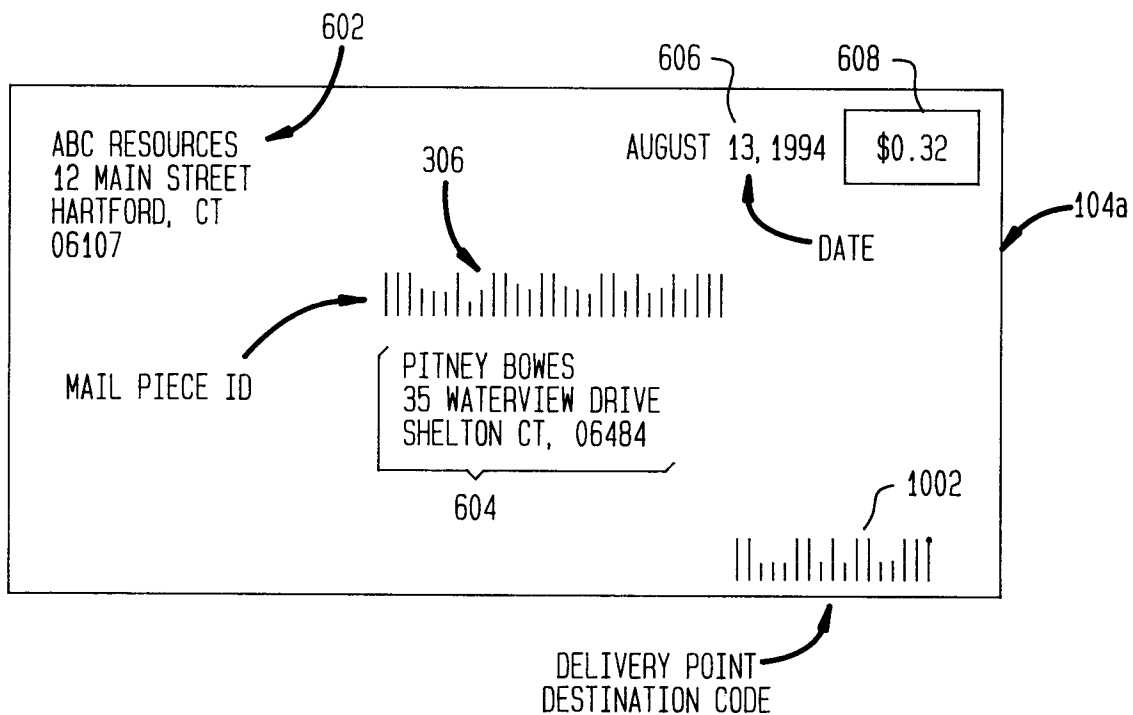 602
606
608
ABC RESOURCES
12 MAIN STREET
HARTFORD, CT
06107
306
AUGUST 13, 1994
$0.32
104a
DATE
MAIL PIECE ID
PITNEY BOWES
35 WATERVIEW DRIVE
SHELTON CT, 06484
604
1002
DELIVERY POINT
DESTINATION CODE